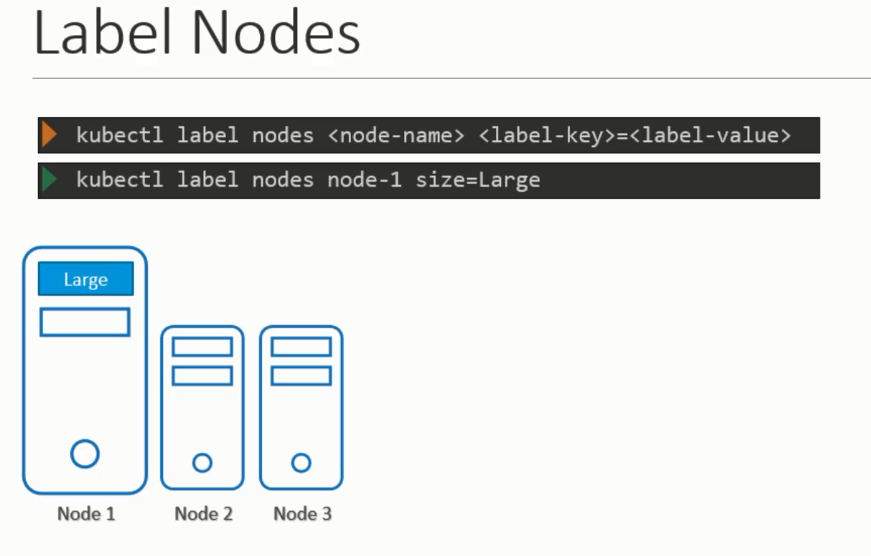 Label Nodes
kubectl label nodes <node-name> <label-key>=<label-value>
kubectl label nodes node-1 size=Large
Large
Node 1
Node 2
Node 3